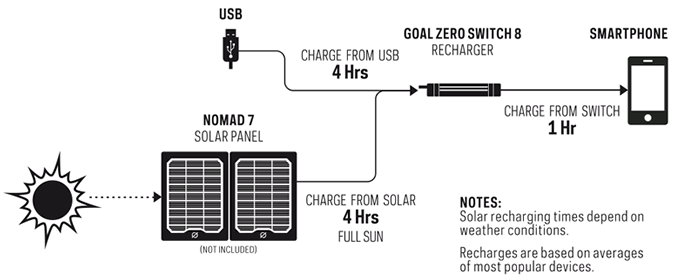 USB
CHARGE FROM USB
4 Hrs
GOAL ZERO SWITCH 8
RECHARGER
SMARTPHONE
CHARGE FROM SWITCH
1 Hr
NOMAD 7
SOLAR PANEL
(NOT INCLUDED)
CHARGE FROM SOLAR
4 Hrs
FULL SUN
NOTES:
Solar recharging times depend on
weather conditions.
Recharges are based on averages
of most popular devices.